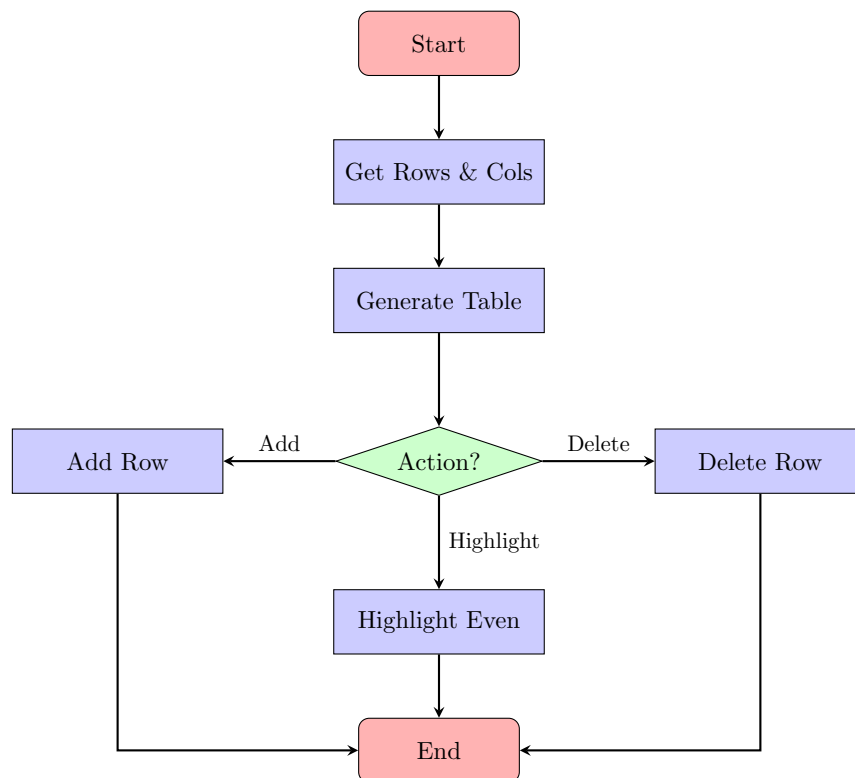 Start
Get Rows & Cols
Generate Table
Add Row
Add
Action?
Delete
Delete Row
Highlight
Highlight Even
End